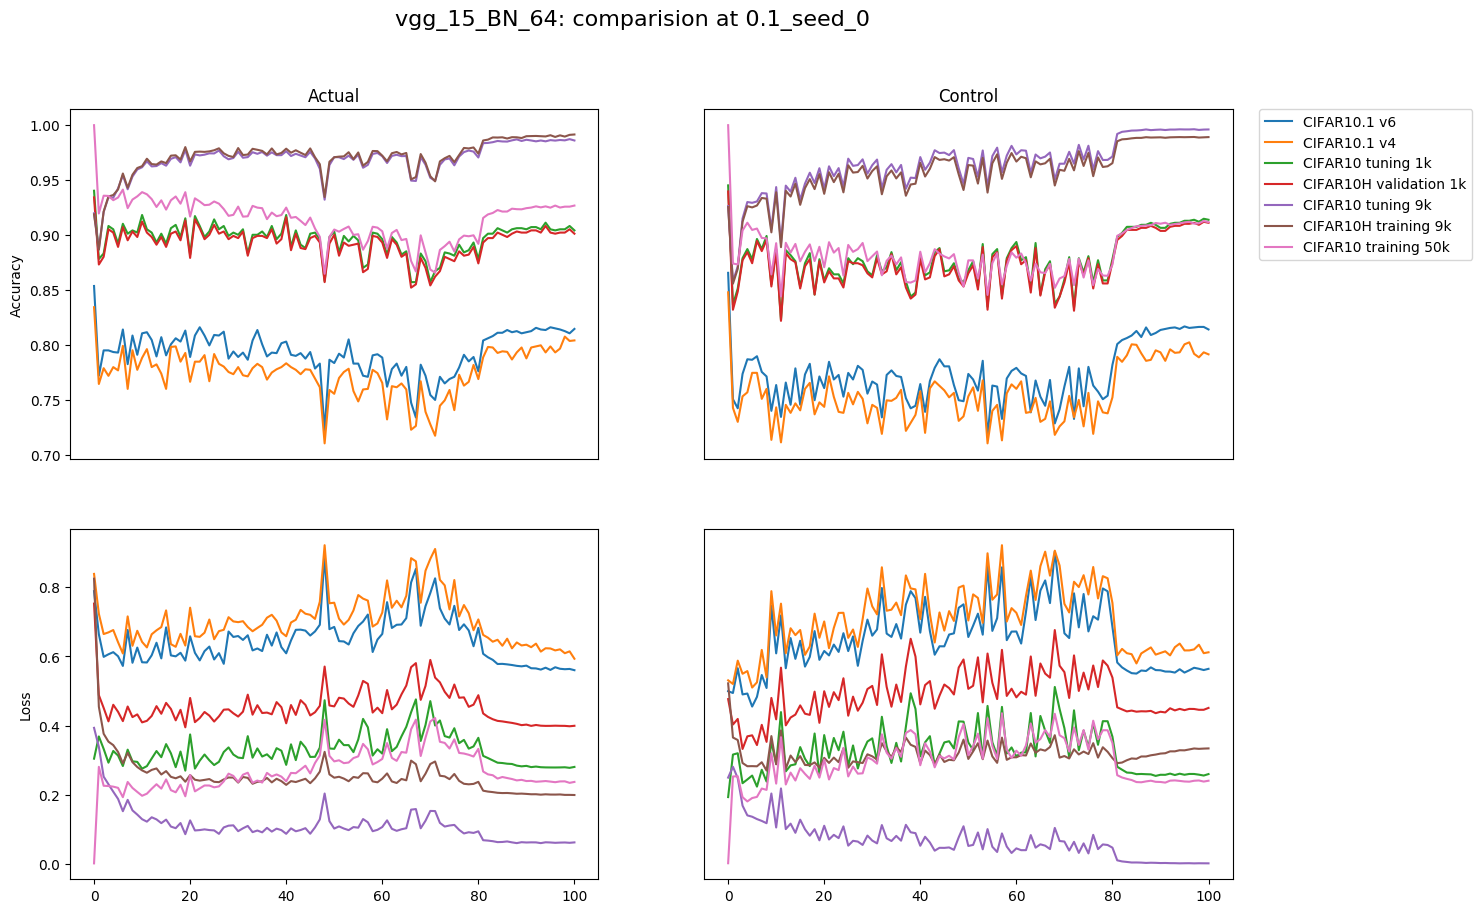 vgg_15_BN_64: comparision at 0.1_seed_0
Actual
Control
CIFAR10.1 v6
CIFAR10.1 v4
CIFAR10 tuning 1k
CIFAR10H validation 1k
CIFAR10 tuning 9k
CIFAR10H training 9k
CIFAR10 training 50k
Accuracy
1.00
0.95
0.90
0.85
0.80
0.75
0.70
Loss
0.8
0.6
0.4
0.2
0.0
0 20 40 60 80 100
0 20 40 60 80 100